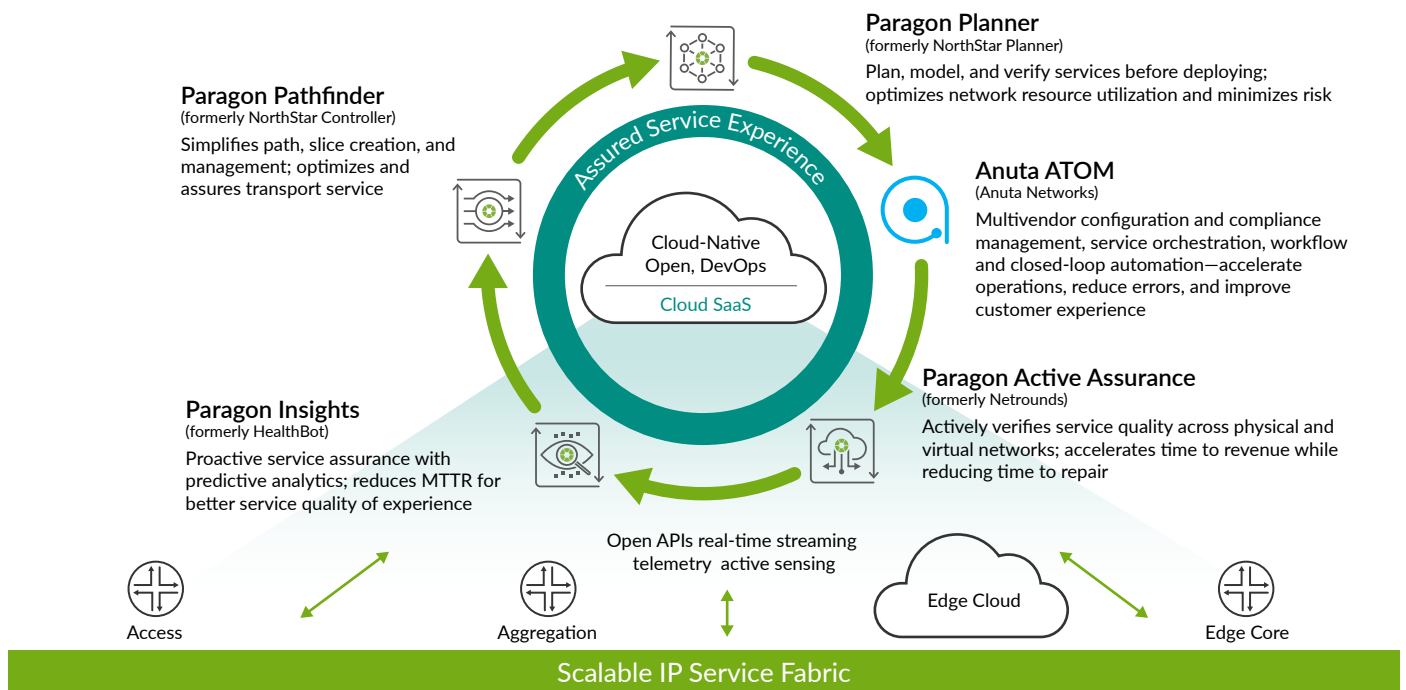 Paragon Planner
(formerly NorthStar Planner)
Plan, model, and verify services before deploying;
optimizes network resource utilization and minimizes risk
Paragon Pathfinder
(formerly NorthStar Controller)
Simplifies path, slice creation, and
management; optimizes and
assures transport service
Assured Service Experience
Anuta ATOM
(Anuta Networks)
Multivendor configuration and compliance
management, service orchestration, workflow
and closed-loop automation—accelerate
operations, reduce errors, and improve
customer experience
Cloud-Native
Open, DevOps
Cloud SaaS
Paragon Active Assurance
(formerly Netrounds)
Actively verifies service quality across physical and
virtual networks; accelerates time to revenue while
reducing time to repair
Paragon Insights
(formerly HealthBot)
Proactive service assurance with
predictive analytics; reduces MTTR for
better service quality of experience
Open APIs real-time streaming
telemetry active sensing
Edge Cloud
Access
Aggregation
Edge Core
Scalable IP Service Fabric